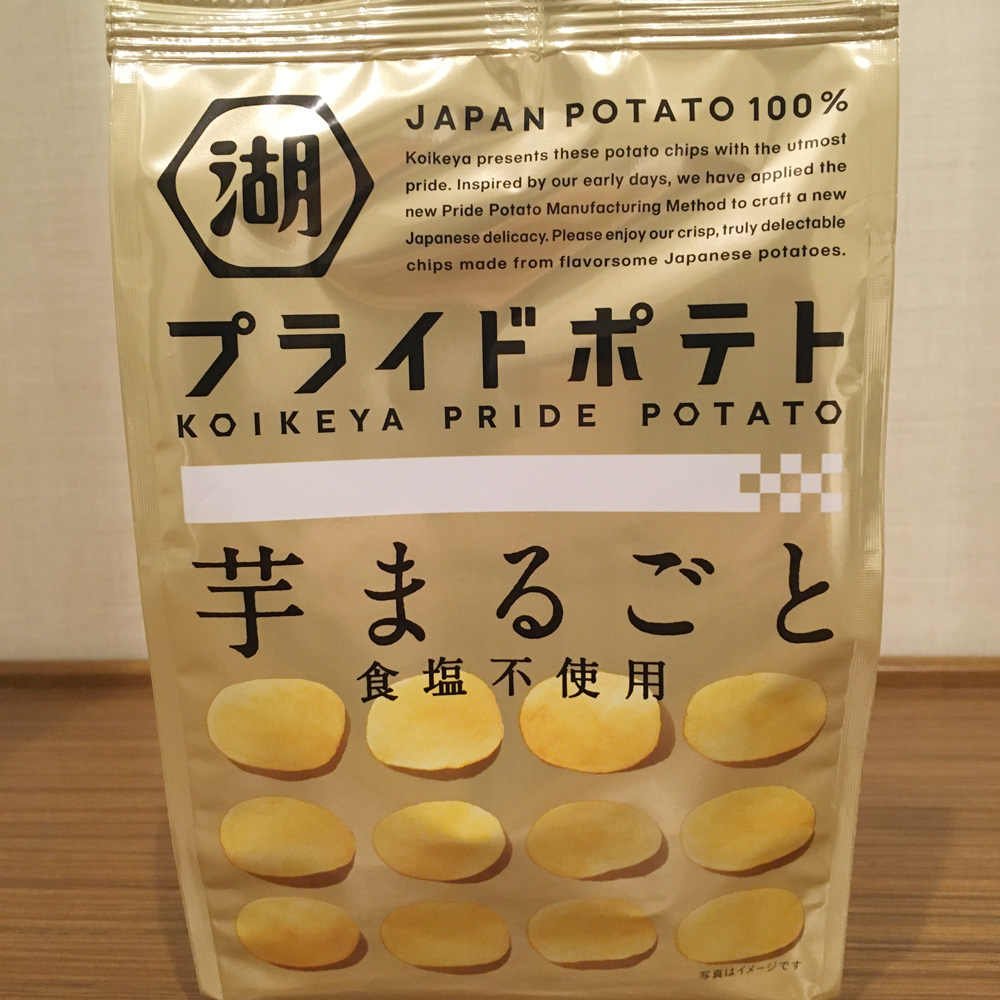 湖
JAPAN POTATO 100%
Koikeya presents these potato chips with the utmost
pride. Inspired by our early days, we have applied the
new Pride Potato Manufacturing Method to craft a new
Japanese delicacy. Please enjoy our crisp, truly delectable
chips made from flavorsome Japanese potatoes.
プライドポテト
KOIKEYA PRIDE POTATO
芋まるごと
食塩不使用
写真はイメージです